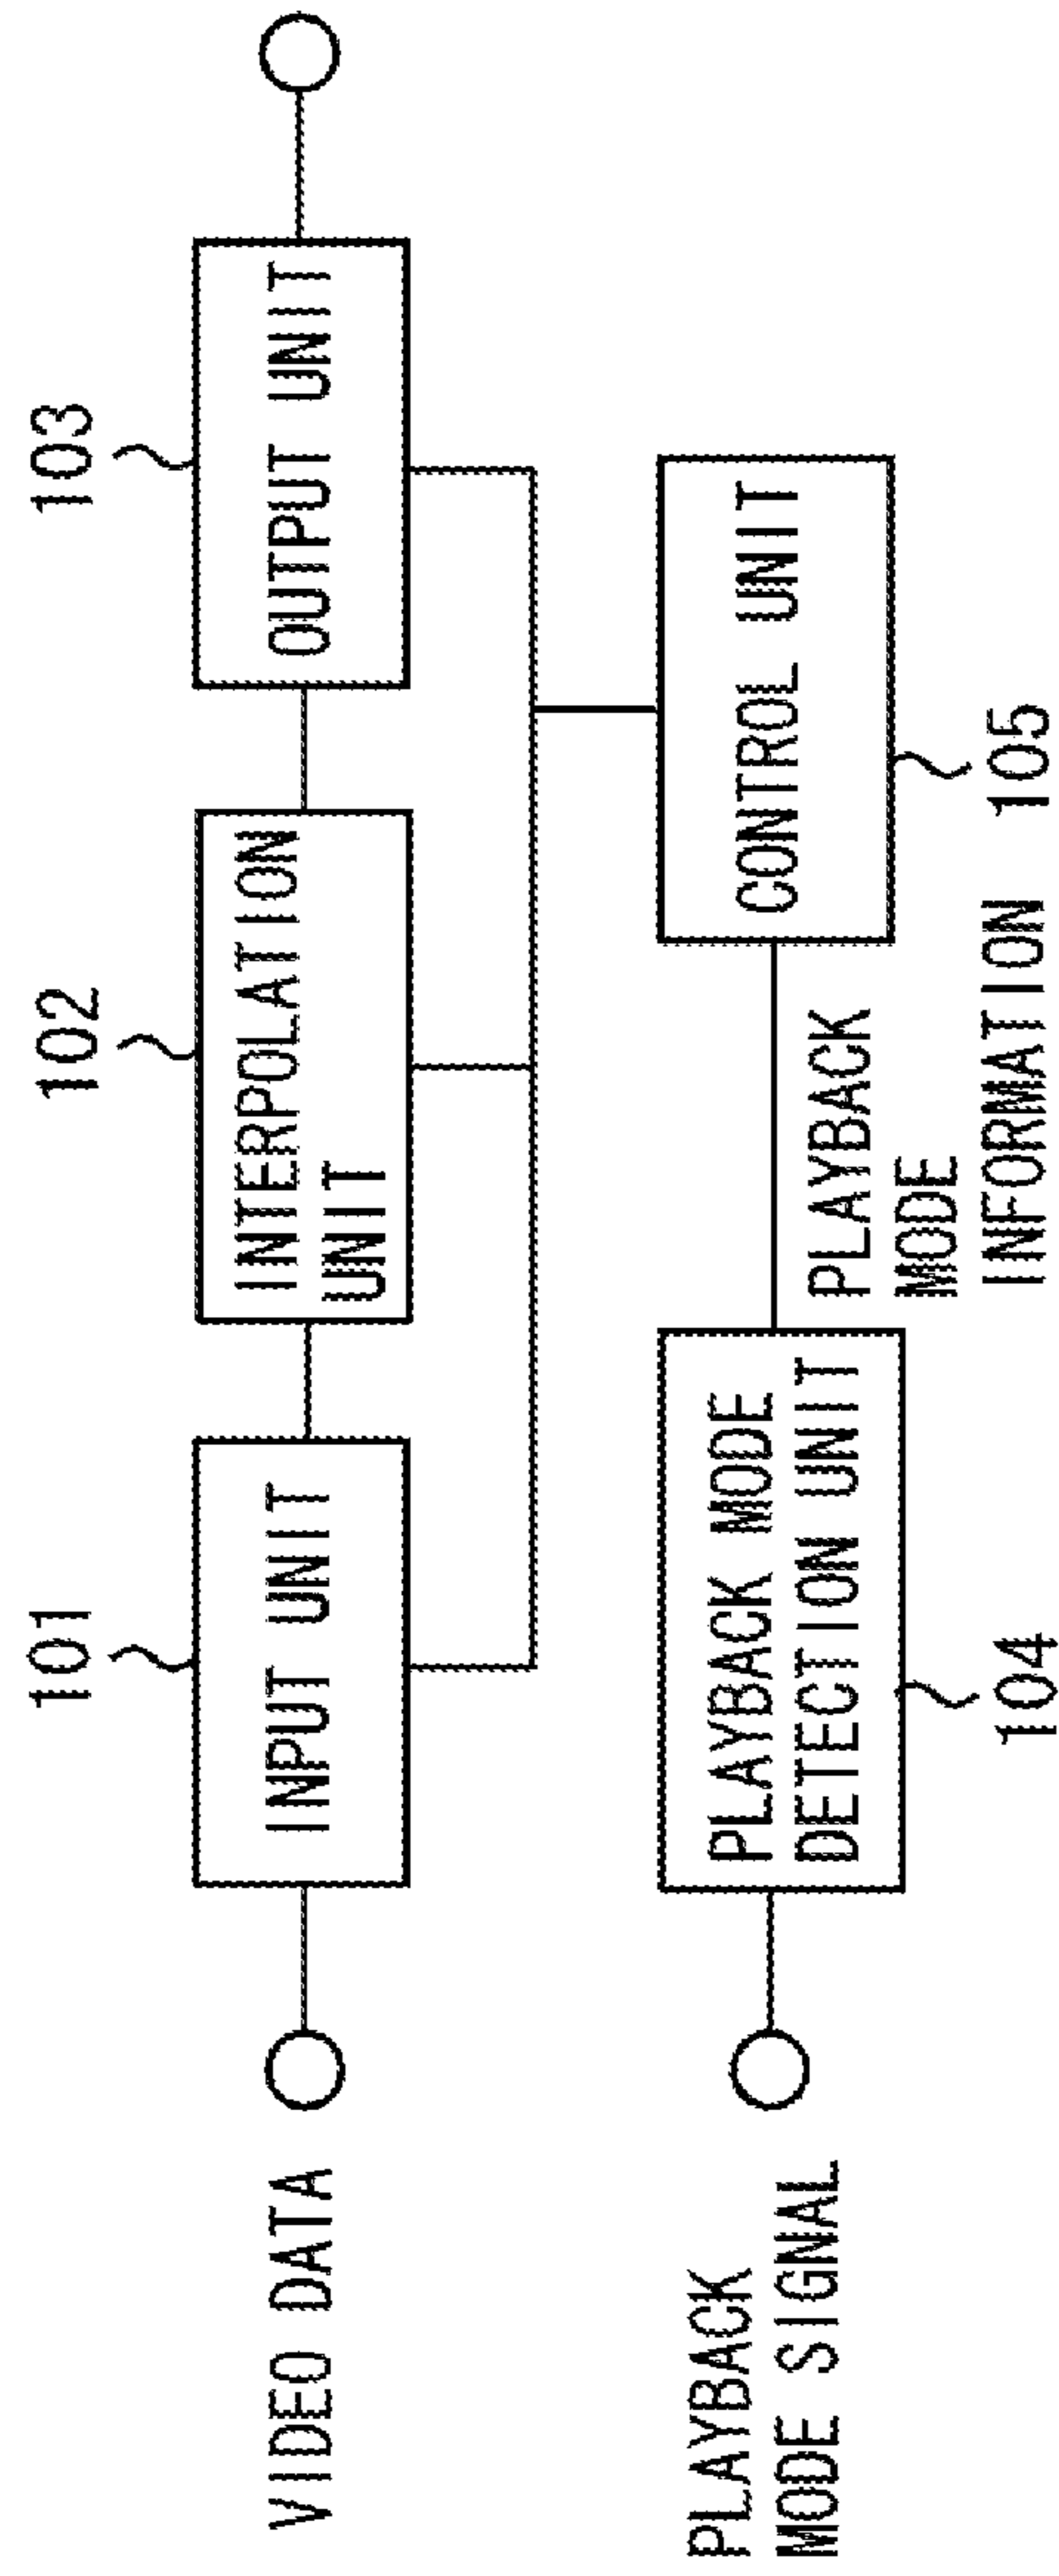 101
102
103
VIDEO DATA
INPUT UNIT
INTERPOLATION
UNIT
OUTPUT UNIT
PLAYBACK
MODE SIGNAL
PLAYBACK MODE
DETECTION UNIT
PLAYBACK
MODE
INFORMATION
CONTROL UNIT
104
105